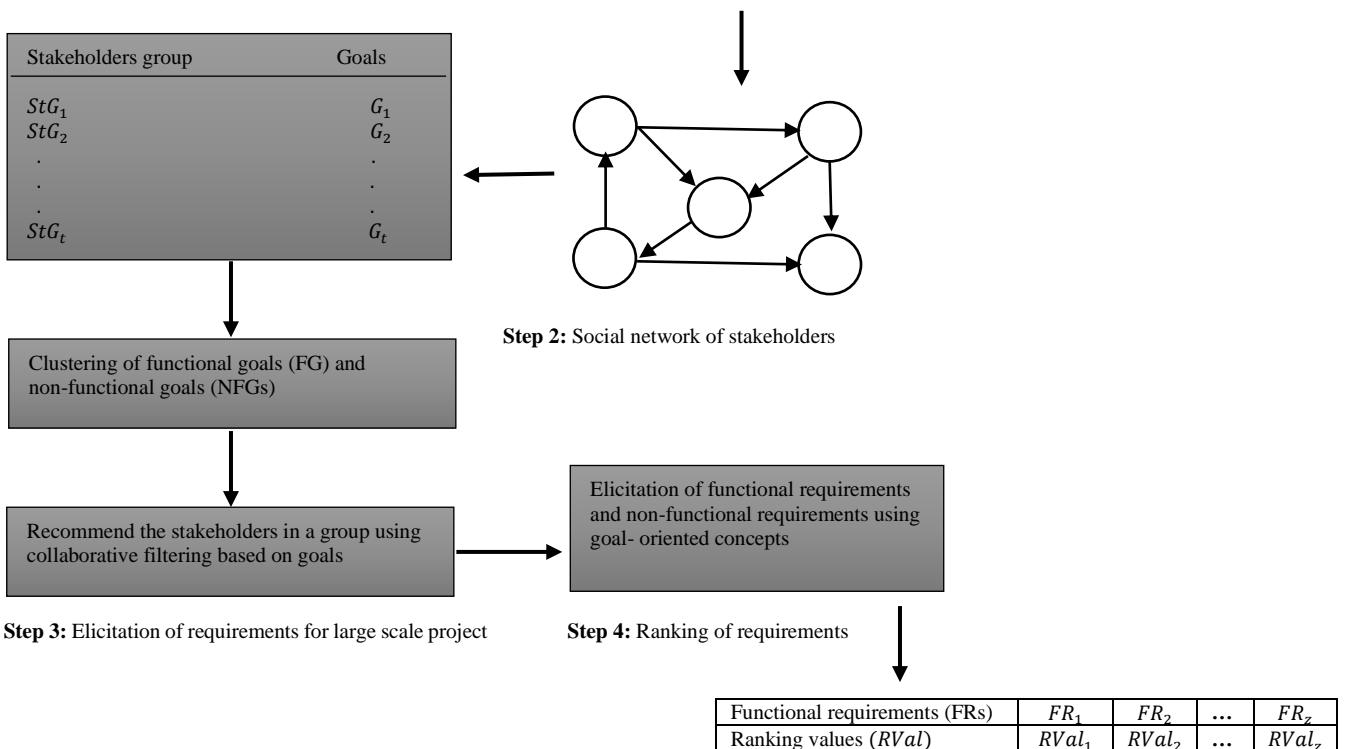 Stakeholders group Goals
StG₁ G₁
StG₂ G₂
. .
. .
. .
StGₜ Gₜ
Step 2: Social network of stakeholders
Clustering of functional goals (FG) and
non-functional goals (NFGs)
Recommend the stakeholders in a group using
collaborative filtering based on goals
Elicitation of functional requirements
and non-functional requirements using
goal- oriented concepts
Step 3: Elicitation of requirements for large scale project
Step 4: Ranking of requirements
Functional requirements (FRs) FR₁ FR₂ ... FR_z
Ranking values (RVal) RVal₁ RVal₂ ... RVal_z